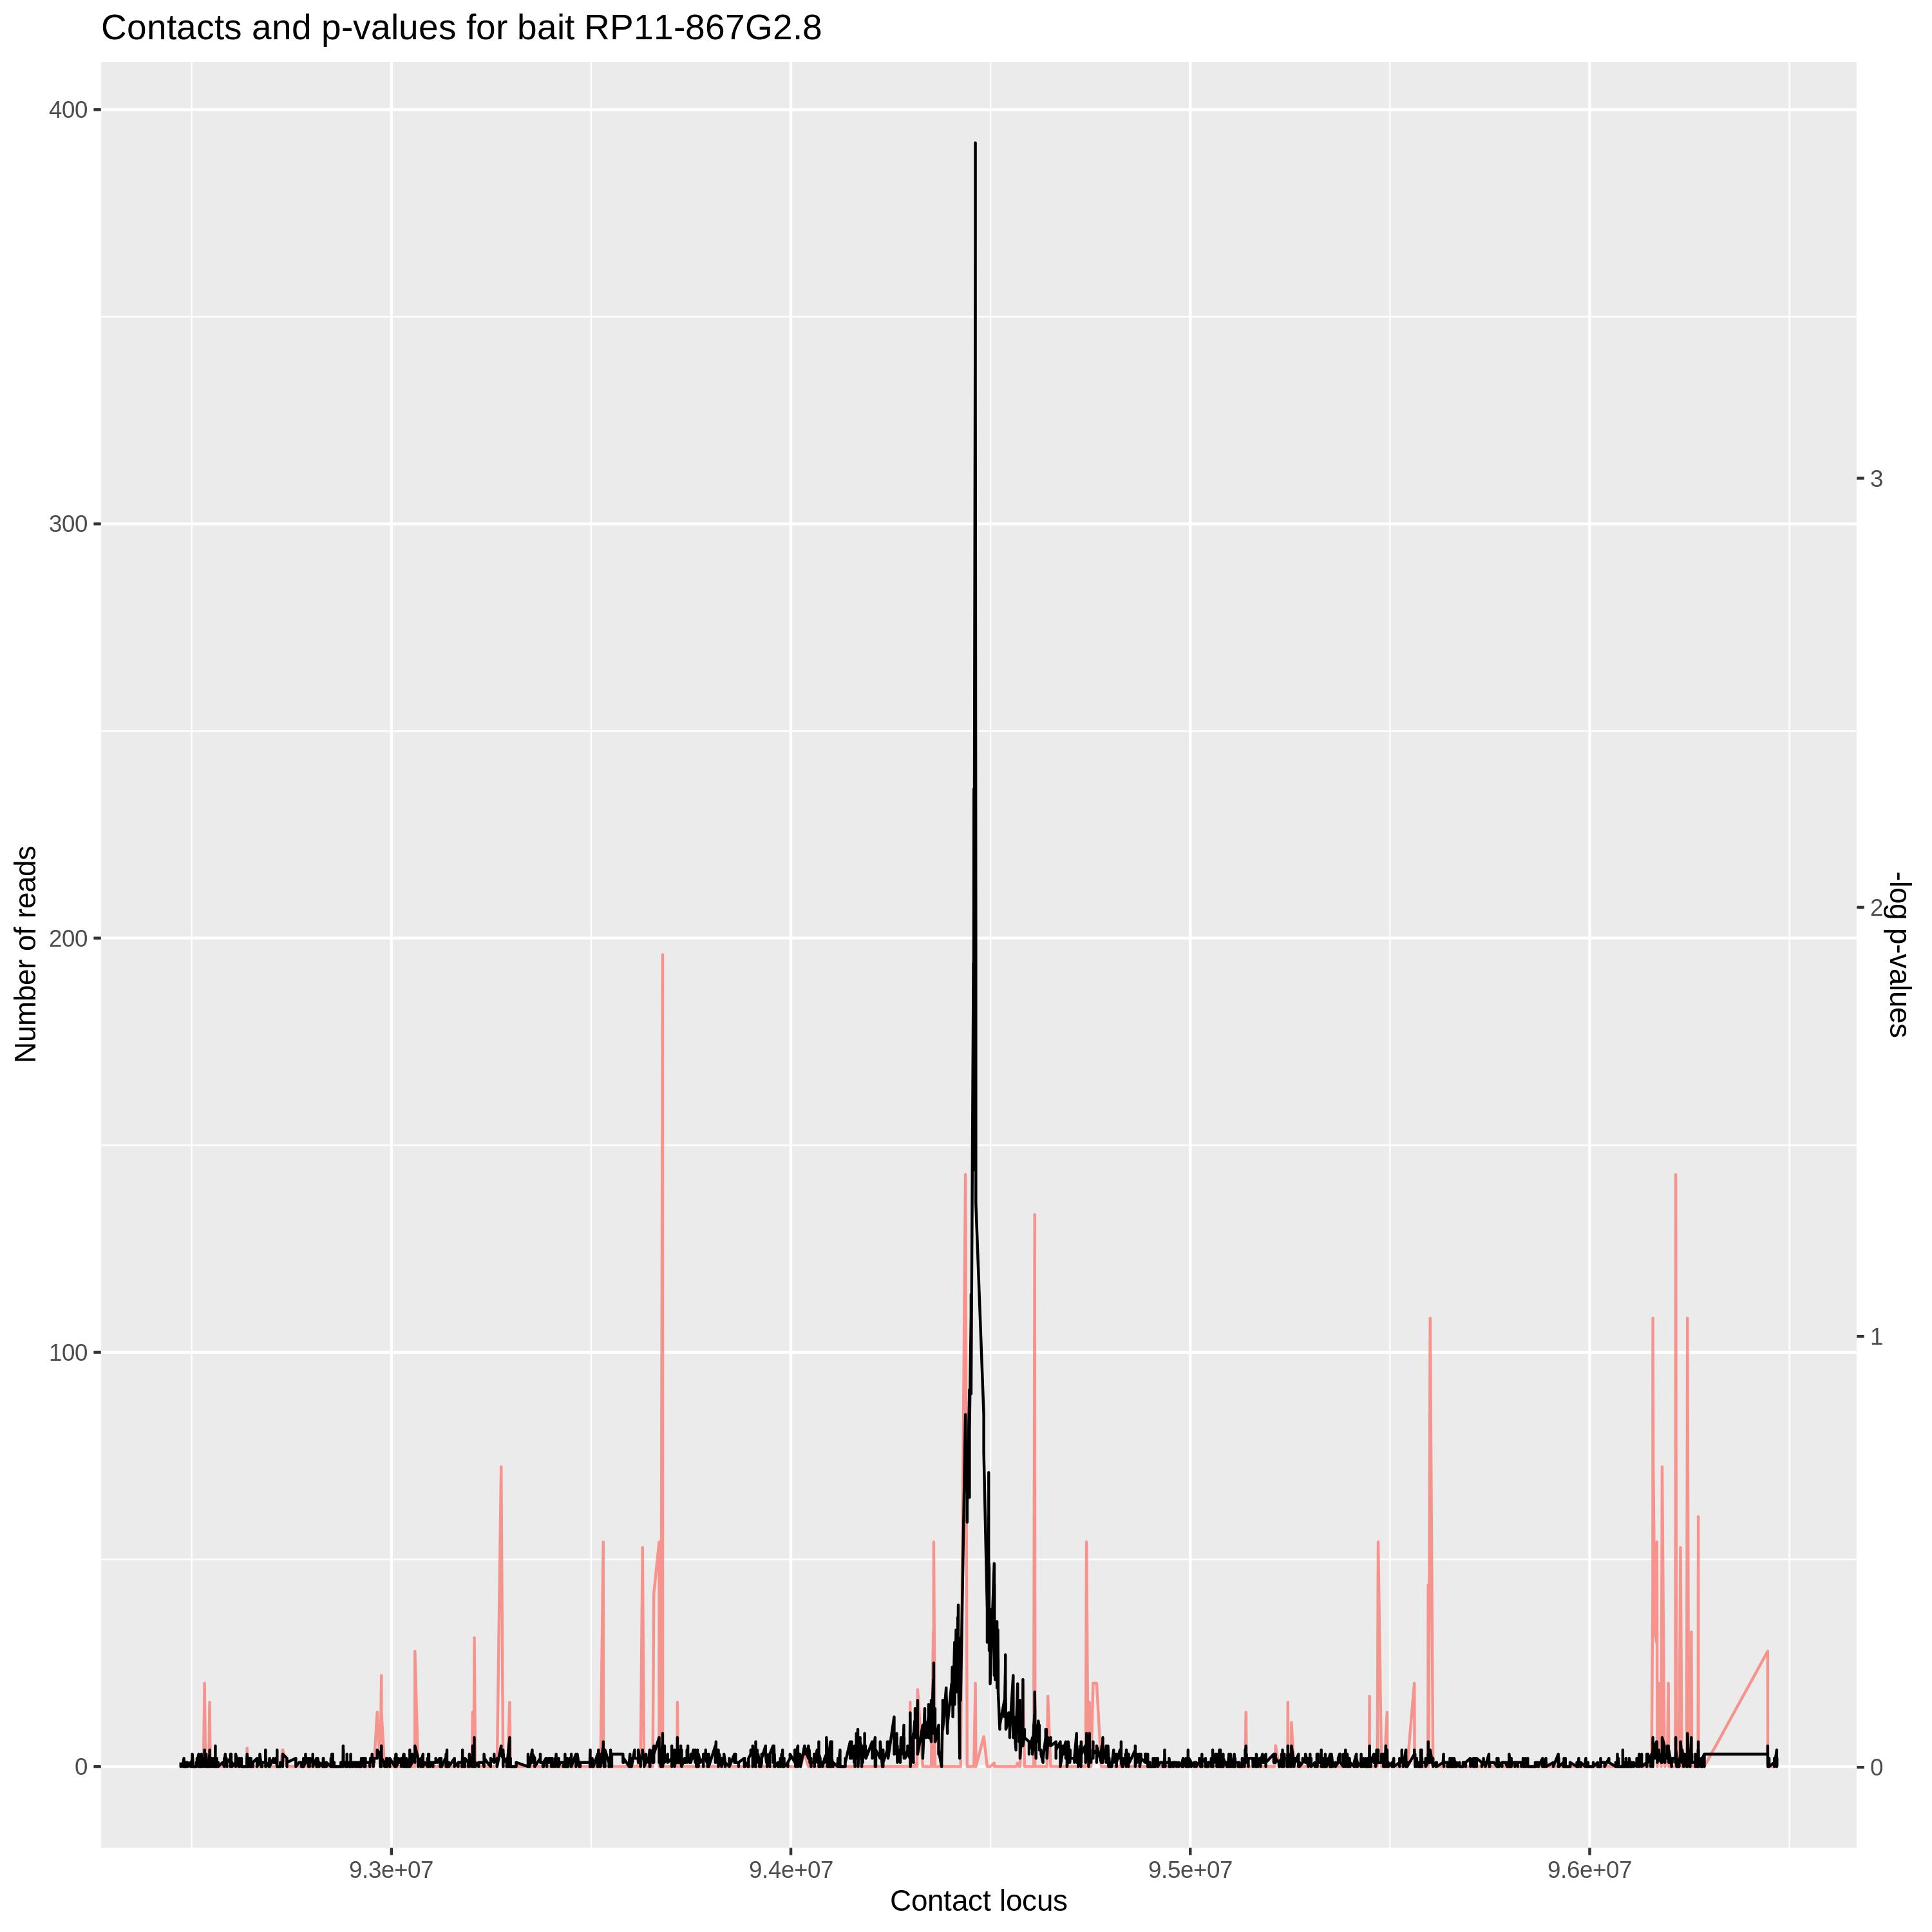 Contacts and p-values for bait RP11-867G2.8
400
300
200
100
0
Number of reads
3
2
1
0
-log p-values
9.3e+07
9.4e+07
9.5e+07
9.6e+07
Contact locus